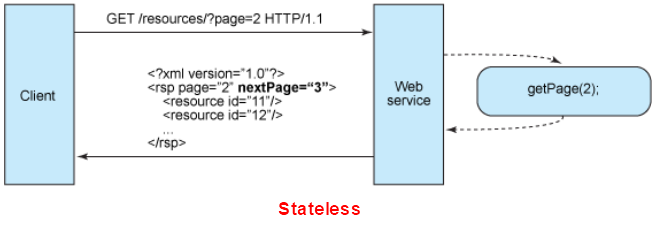 GET /resources/?page=2 HTTP/1.1
Client
<?xml version="1.0"?>
<rsp page="2" nextPage="3">
<resource id="11"/>
<resource id="12"/>
...
</rsp>
Web
service
getPage(2);
Stateless